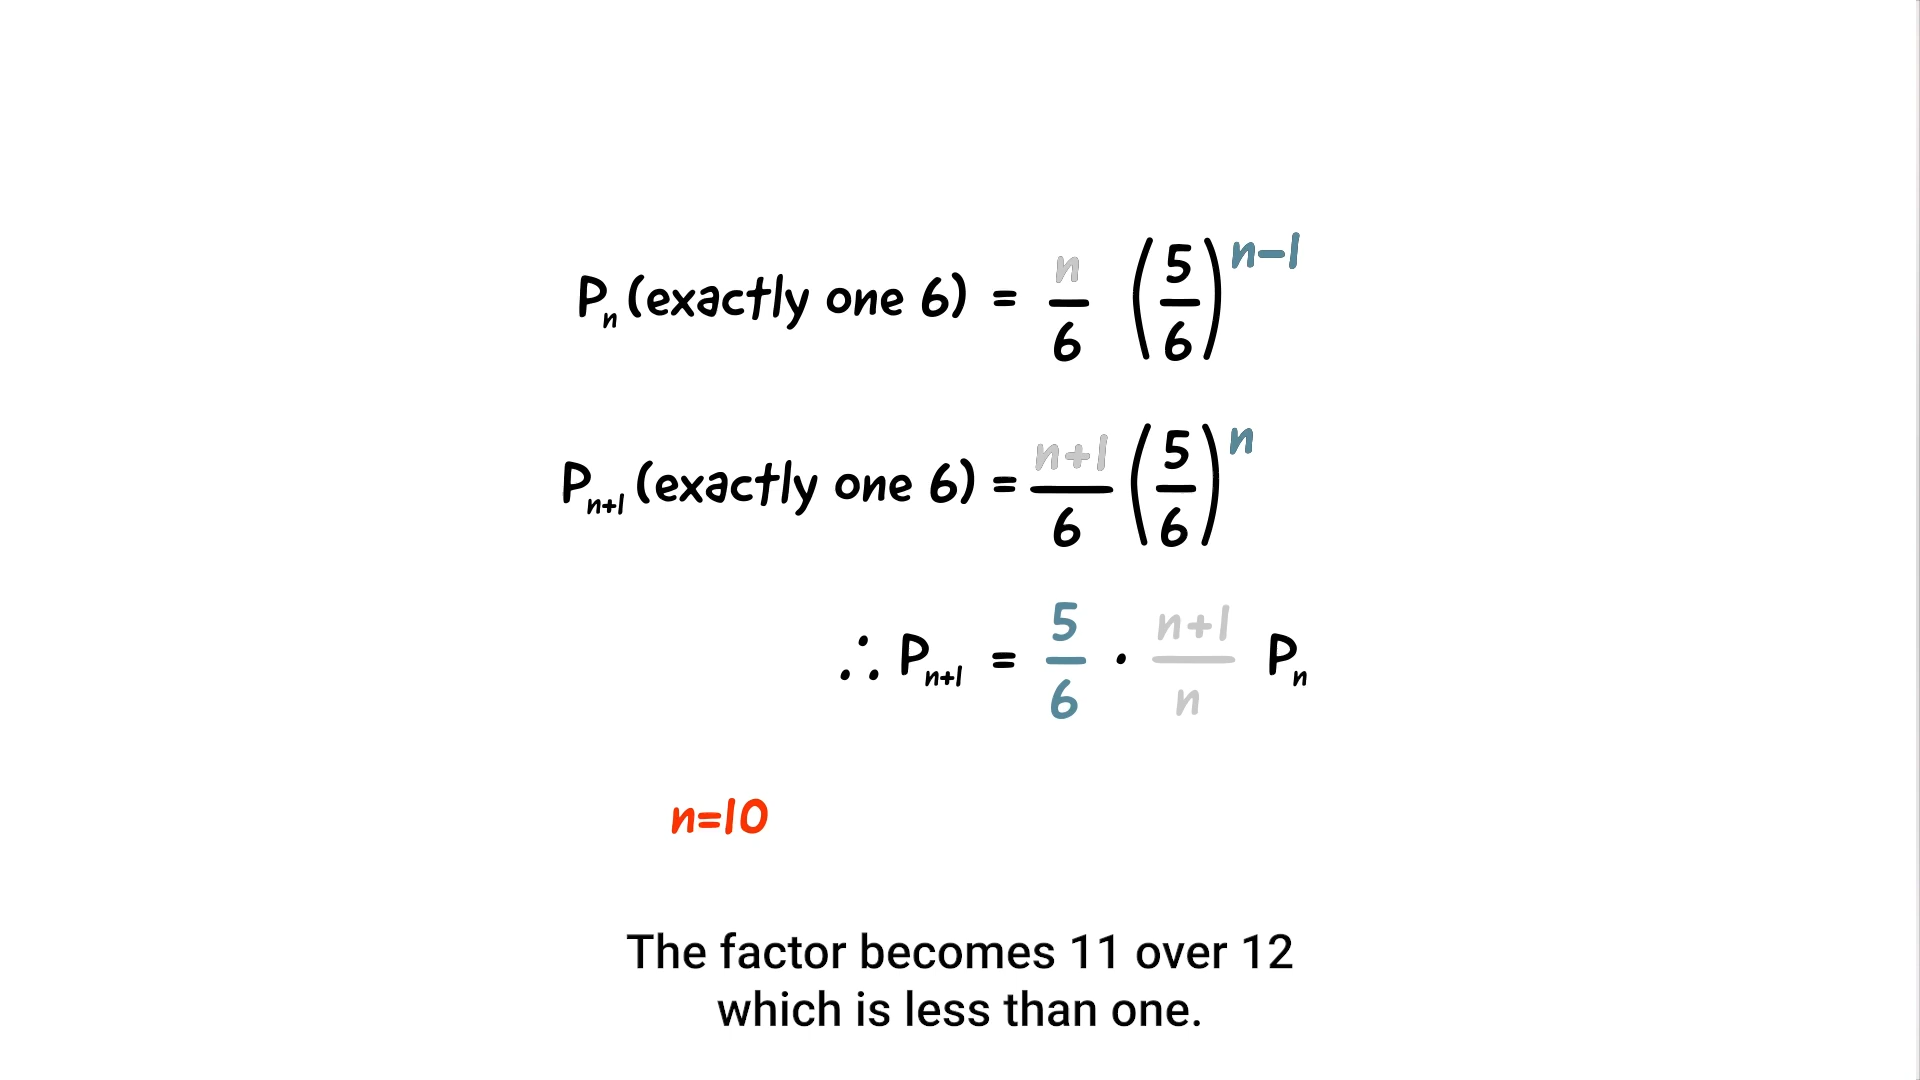 Pₙ (exactly one 6) = n/6 (5/6)ⁿ⁻¹
Pₙ₊₁ (exactly one 6) = n+1/6 (5/6)ⁿ
∴ Pₙ₊₁ = 5/6 · n+1/n Pₙ
n=10
The factor becomes 11 over 12
which is less than one.